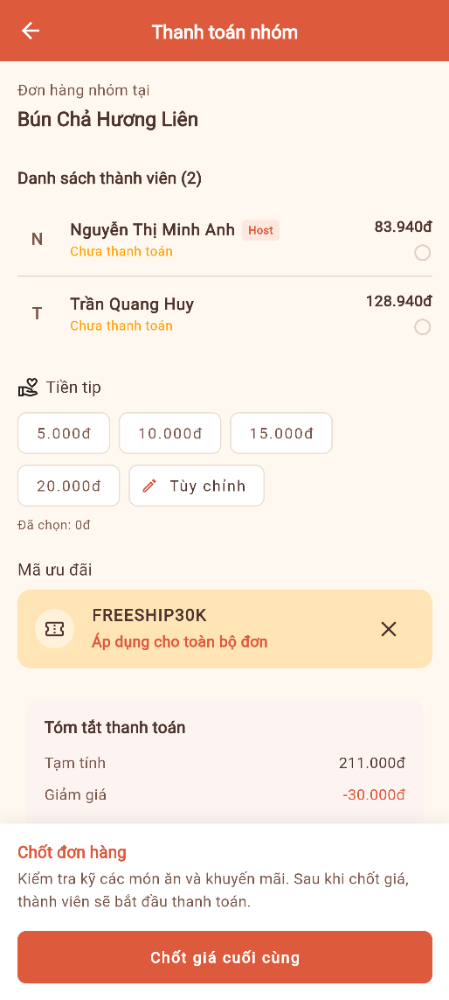 Thanh toán nhóm
Đơn hàng nhóm tại
Bún Chả Hương Liên
Danh sách thành viên (2)
N
Nguyễn Thị Minh Anh
Host
83.940đ
Chưa thanh toán
T
Trần Quang Huy
128.940đ
Chưa thanh toán
Tiền tip
5.000đ
10.000đ
15.000đ
20.000đ
Tùy chỉnh
Đã chọn: 0đ
Mã ưu đãi
FREESHIP30K
Áp dụng cho toàn bộ đơn
Tóm tắt thanh toán
Tạm tính
211.000đ
Giảm giá
-30.000đ
Chốt đơn hàng
Kiểm tra kỹ các món ăn và khuyến mãi. Sau khi chốt giá,
thành viên sẽ bắt đầu thanh toán.
Chốt giá cuối cùng